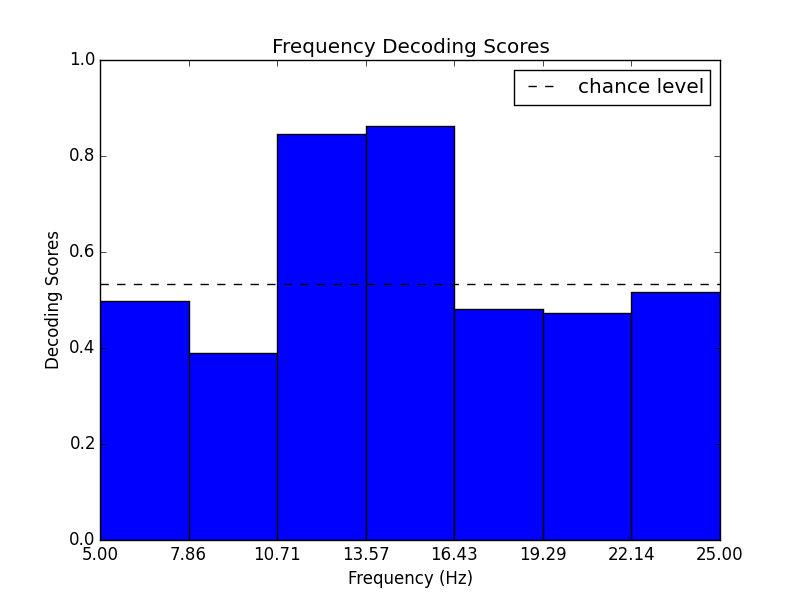 Frequency Decoding Scores
chance level
1.0
0.8
0.6
0.4
0.2
0.0
Decoding Scores
5.00 7.86 10.71 13.57 16.43 19.29 22.14 25.00
Frequency (Hz)